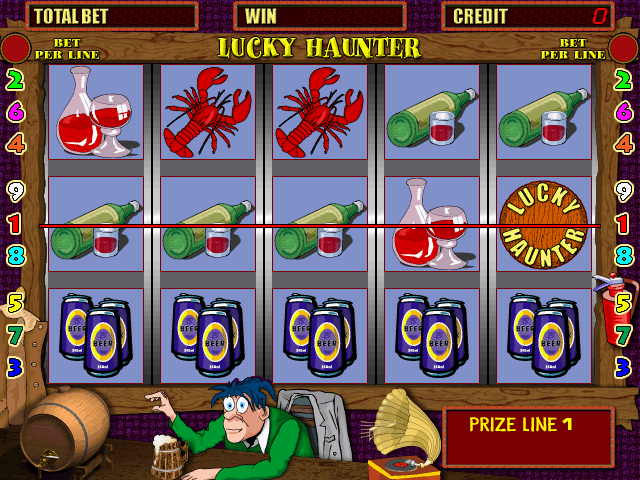 TOTAL BET WIN CREDIT 0
BET PER LINE LUCKY HAUNTER BET PER LINE
2 2
6 6
4 4
9 9
1 1
8 8
5 5
7 7
3 3
LUCKY HAUNTER
BEER BEER BEER BEER BEER
PRIZE LINE 1